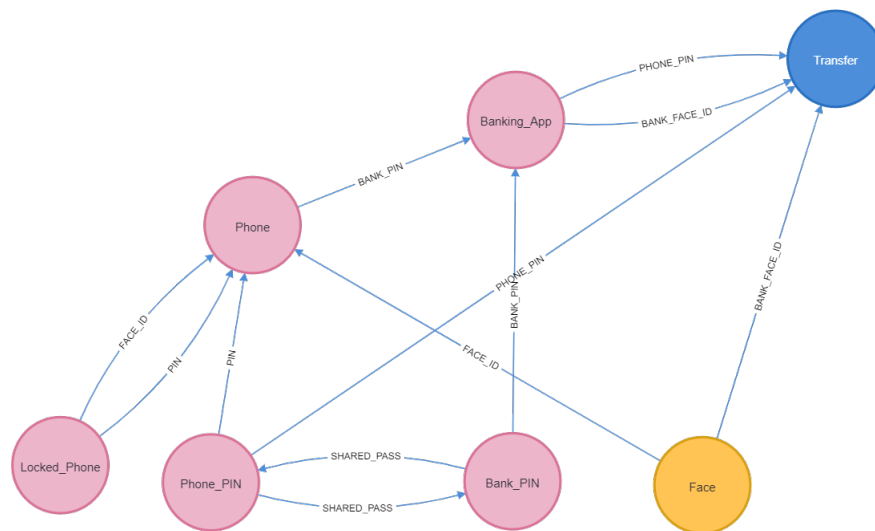 Transfer
PHONE_PIN
Banking_App
BANK_FACE_ID
BANK_PIN
Phone
PHONE_PIN
BANK_PIN
BANK_FACE_ID
FACE_ID
PIN
PIN
FACE_ID
Locked_Phone
Phone_PIN
SHARED_PASS
SHARED_PASS
Bank_PIN
Face